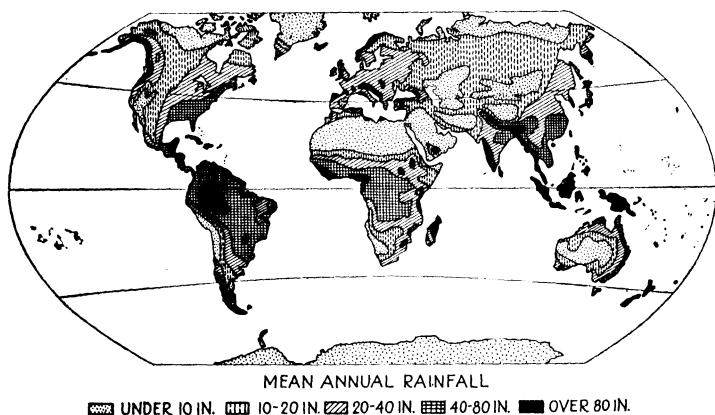 MEAN ANNUAL RAINFALL
UNDER 10 IN. 10-20 IN. 20-40 IN. 40-80 IN. OVER 80 IN.